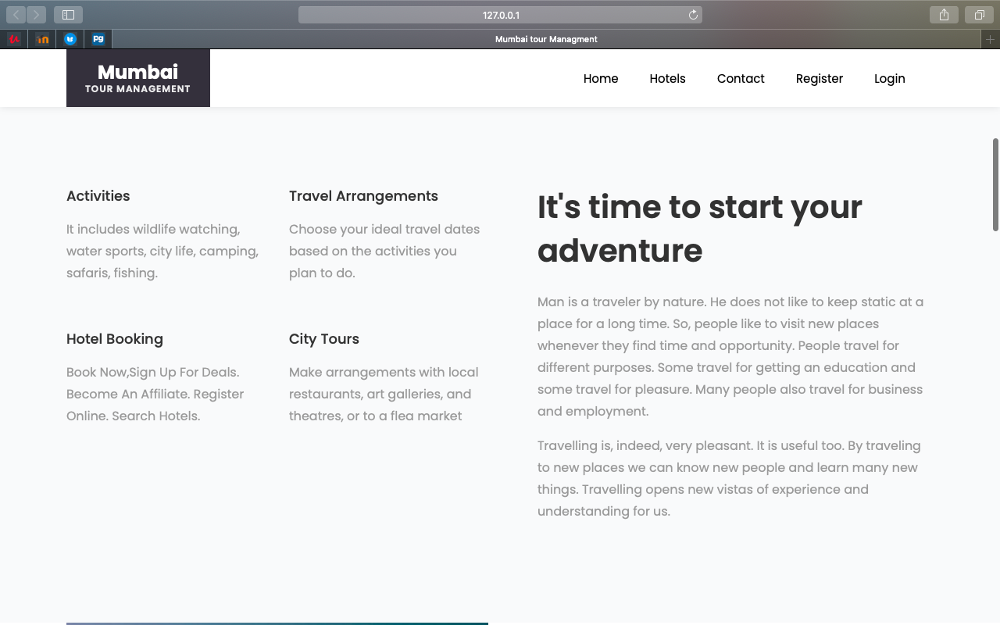 127.0.0.1
in
pg
Mumbai tour Managment
Mumbai
TOUR MANAGEMENT
Home
Hotels
Contact
Register
Login
Activities
It includes wildlife watching,
water sports, city life, camping,
safaris, fishing.
Travel Arrangements
Choose your ideal travel dates
based on the activities you
plan to do.
Hotel Booking
Book Now,Sign Up For Deals.
Become An Affiliate. Register
Online. Search Hotels.
City Tours
Make arrangements with local
restaurants, art galleries, and
theatres, or to a flea market
It's time to start your
adventure
Man is a traveler by nature. He does not like to keep static at a
place for a long time. So, people like to visit new places
whenever they find time and opportunity. People travel for
different purposes. Some travel for getting an education and
some travel for pleasure. Many people also travel for business
and employment.
Travelling is, indeed, very pleasant. It is useful too. By traveling
to new places we can know new people and learn many new
things. Travelling opens new vistas of experience and
understanding for us.